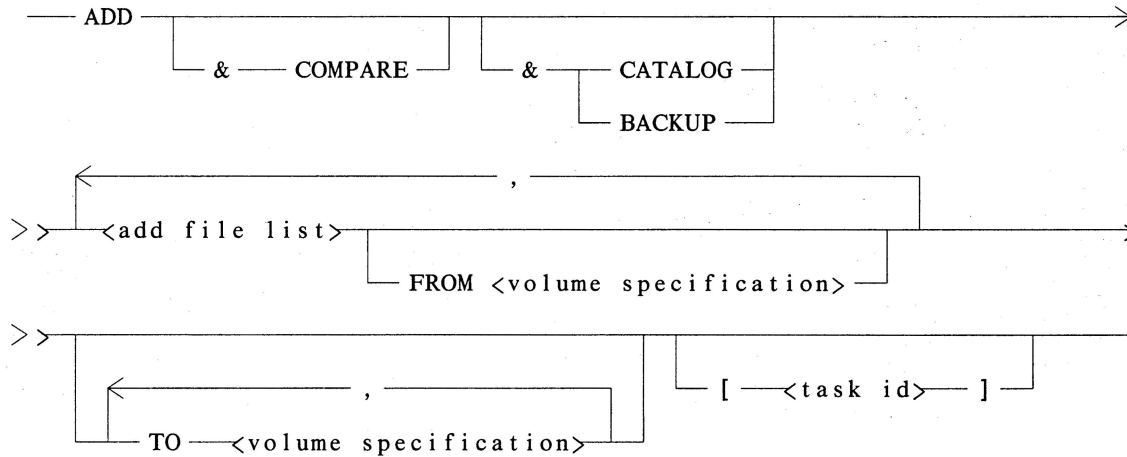 ADD
& COMPARE & CATALOG
BACKUP
,
<add file list>
FROM <volume specification>
,
[ <task id> ]
TO <volume specification>